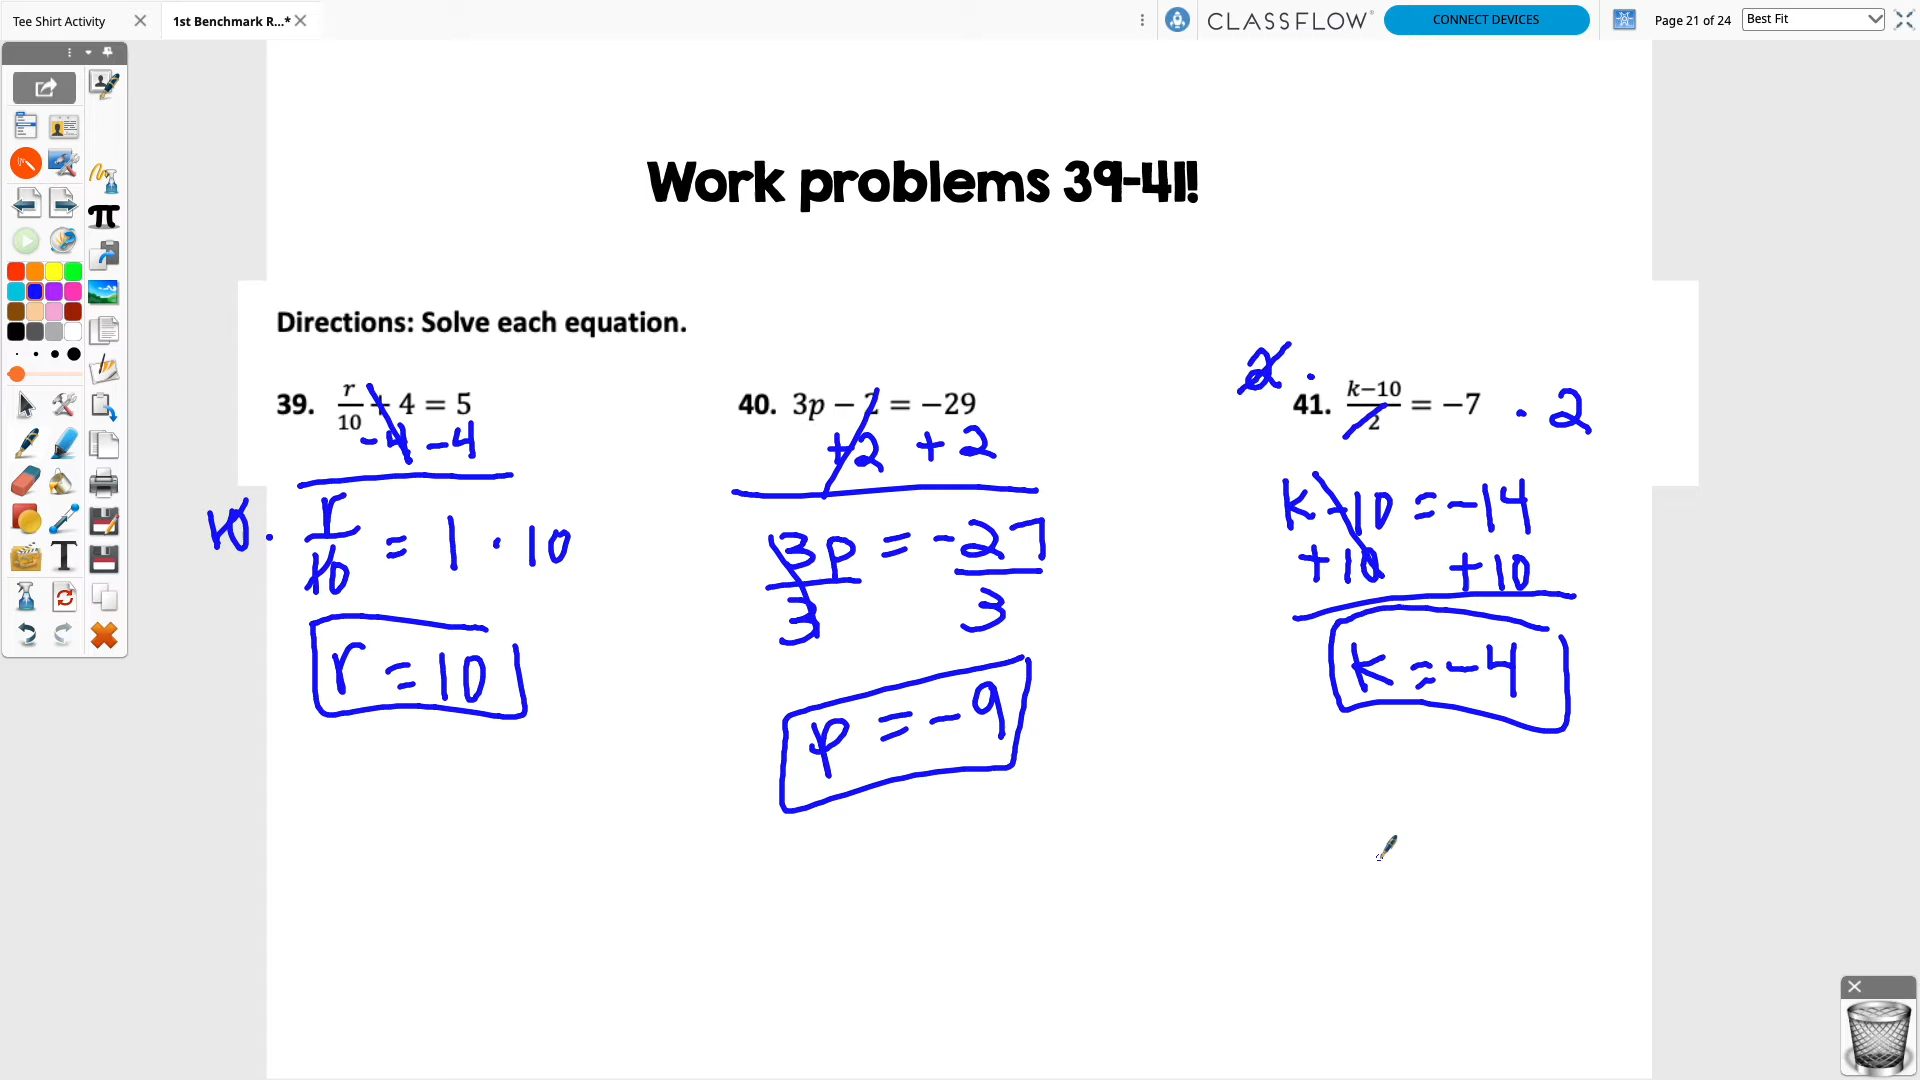 Tee Shirt Activity
1st Benchmark R...*
CLASSFLOW
CONNECT DEVICES
Page 21 of 24
Best Fit
Work problems 39-41!
Directions: Solve each equation.
39. r/10 + 4 = 5
-4 -4
10 · r/10 = 1 · 10
r = 10
40. 3p − 2 = −29
+2 +2
3p/3 = -27/3
p = -9
2 · 41. k−10/2 = −7 · 2
k -10 = -14
+10 +10
k = -4